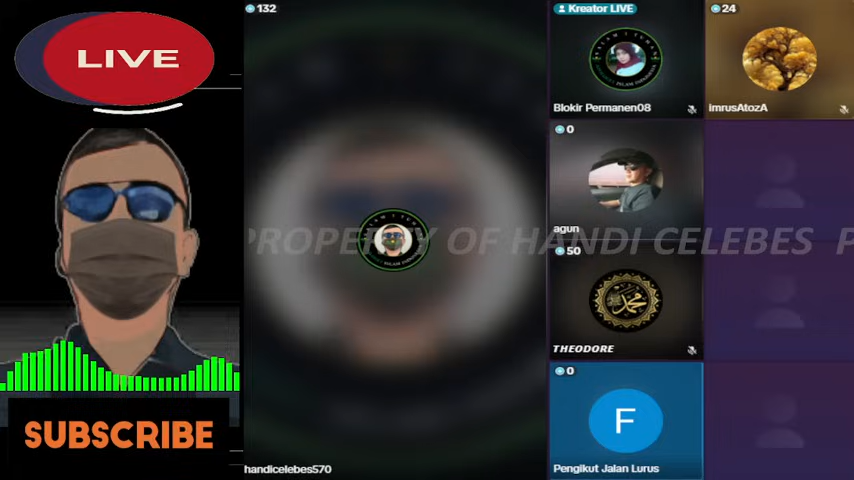 LIVE
SUBSCRIBE
132
handicelebes570
PROPERTY OF HANDI CELEBES
P
Kreator LIVE
Blokir Permanen08
24
imrusAtozA
0
agun
50
محمد
THEODORE
0
F
Pengikut Jalan Lurus